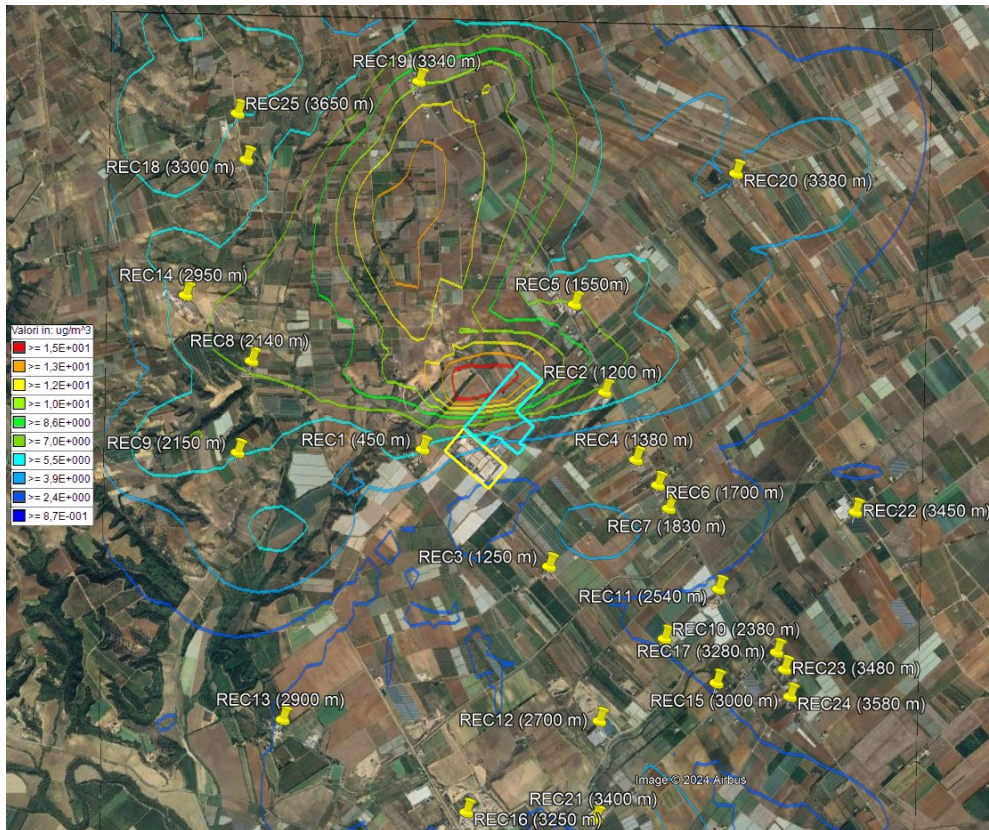 REC19 (3340 m)
REC25 (3650 m)
REC18 (3300 m)
REC20 (3380 m)
REC14 (2950 m)
REC5 (1550m)
Valori in: ug/m^3
>= 1,5E+001
>= 1,3E+001
>= 1,2E+001
>= 1,0E+001
>= 8,6E+000
>= 7,0E+000
>= 5,5E+000
>= 3,9E+000
>= 2,4E+000
>= 8,7E-001
REC8 (2140 m)
REC2 (1200 m)
REC9 (2150 m)
REC1 (450 m)
REC4 (1380 m)
REC6 (1700 m)
REC22 (3450 m)
REC7 (1830 m)
REC3 (1250 m)
REC11 (2540 m)
REC10 (2380 m)
REC17 (3280 m)
REC23 (3480 m)
REC15 (3000 m)
REC24 (3580 m)
REC13 (2900 m)
REC12 (2700 m)
Image © 2024 Airbus
REC21 (3400 m)
REC16 (3250 m)